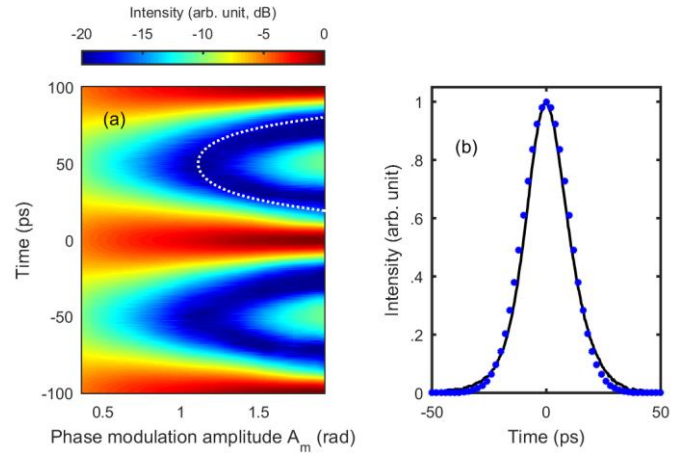 Intensity (arb. unit, dB)
-20 -15 -10 -5 0
(a)
100
50
0
-50
-100
Time (ps)
0.5 1 1.5
Phase modulation amplitude A_m (rad)
(b)
1
.8
.6
.4
.2
0
Intensity (arb. unit)
-50 0 50
Time (ps)